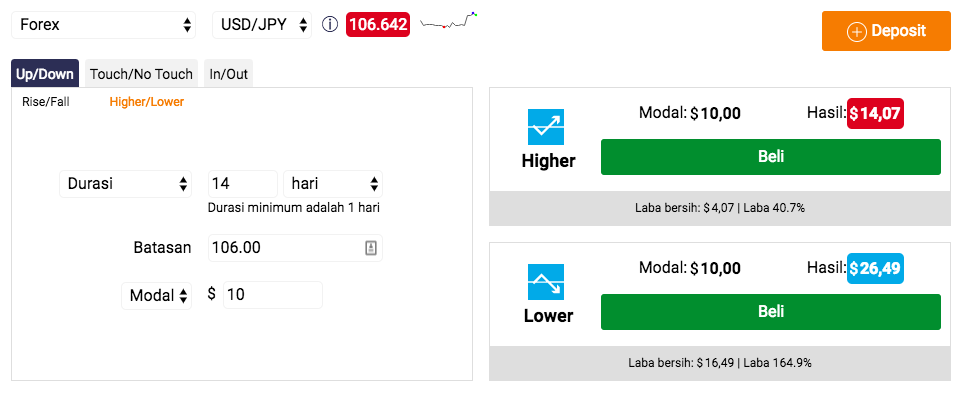 Forex USD/JPY 106.642 Deposit
Up/Down Touch/No Touch In/Out
Rise/Fall Higher/Lower
Durasi 14 hari
Durasi minimum adalah 1 hari
Batasan 106.00
Modal $ 10
Modal: $ 10,00 Hasil: $ 14,07
Higher Beli
Laba bersih: $ 4,07 | Laba 40.7%
Modal: $ 10,00 Hasil: $ 26,49
Lower Beli
Laba bersih: $ 16,49 | Laba 164.9%